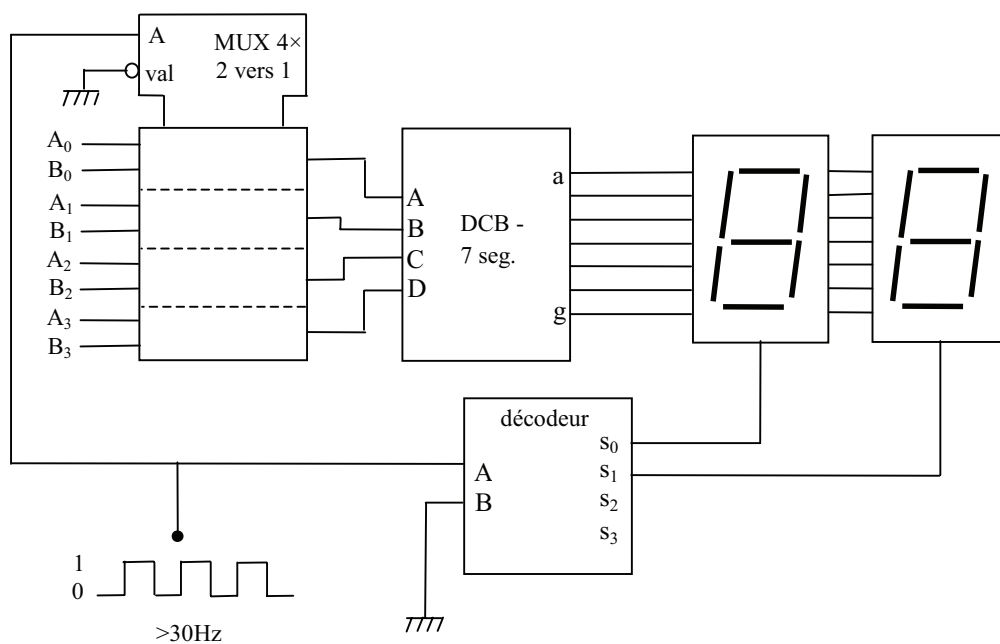 A
MUX 4×
2 vers 1
val
A₀
B₀
A₁
B₁
A₂
B₂
A₃
B₃
A
B
C
D
DCB -
7 seg.
a
g
décodeur
A
B
s₀
s₁
s₂
s₃
1
0
>30Hz